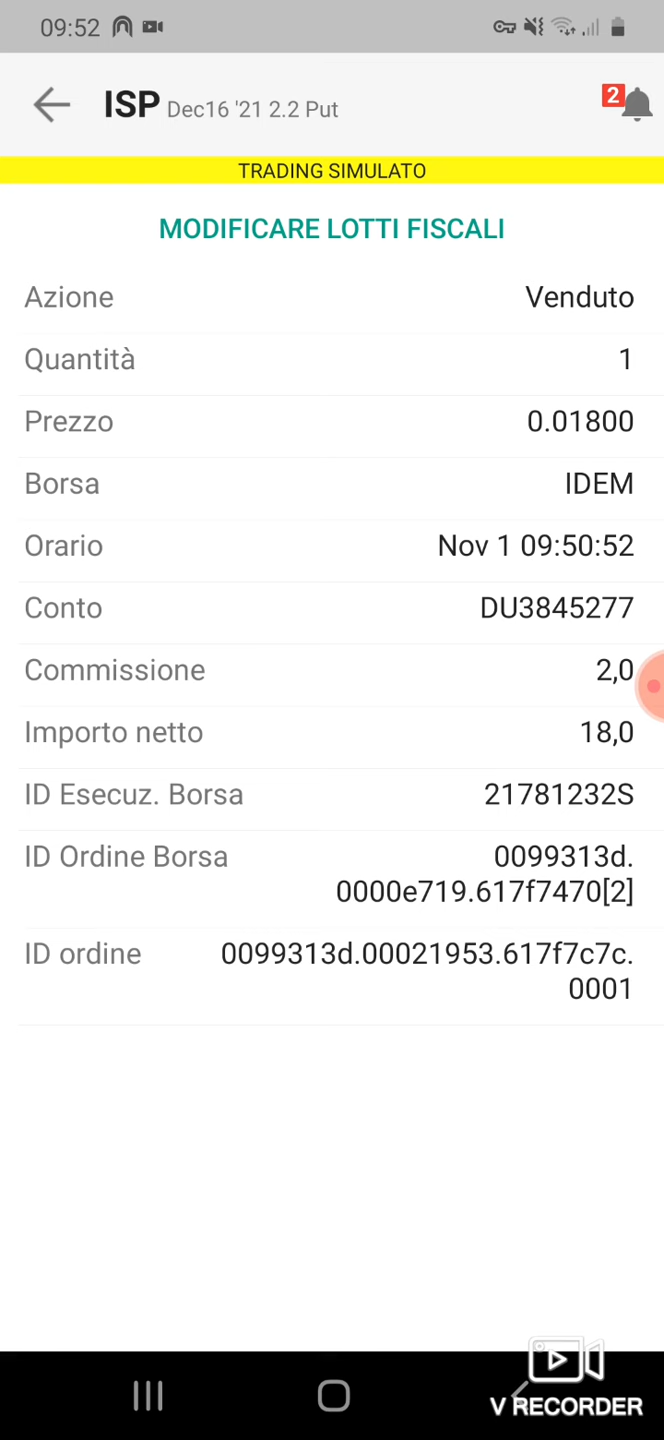 09:52
ISP Dec16 '21 2.2 Put
2
TRADING SIMULATO
MODIFICARE LOTTI FISCALI
Azione Venduto
Quantità 1
Prezzo 0.01800
Borsa IDEM
Orario Nov 1 09:50:52
Conto DU3845277
Commissione 2,0
Importo netto 18,0
ID Esecuz. Borsa 21781232S
ID Ordine Borsa 0099313d.
0000e719.617f7470[2]
ID ordine 0099313d.00021953.617f7c7c.
0001
V RECORDER